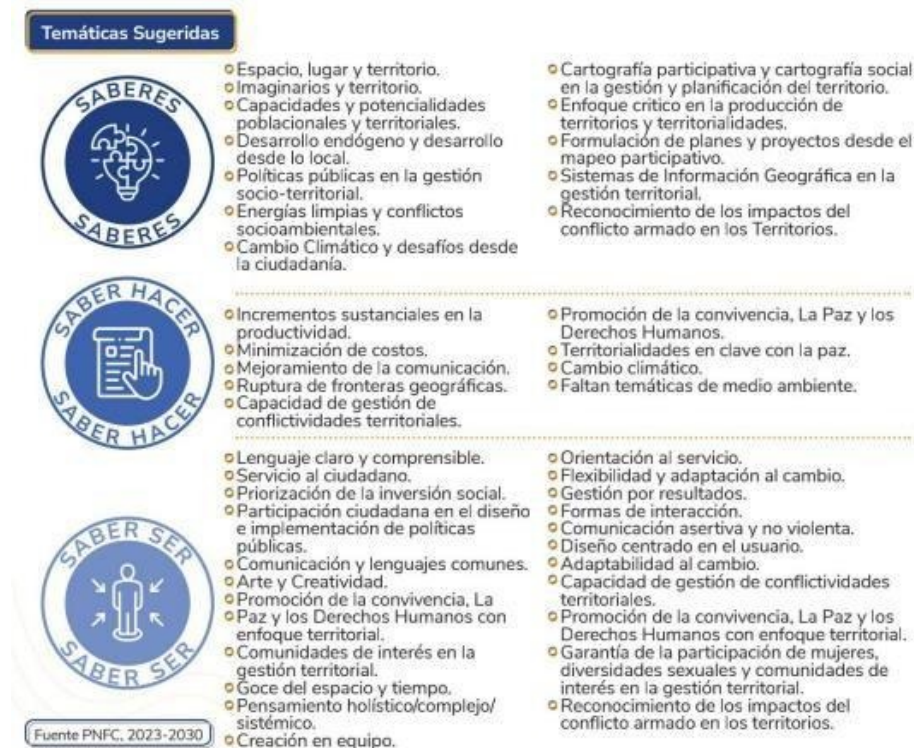 Temáticas Sugeridas
SABERES
SABERES
Espacio, lugar y territorio.
Imaginarios y territorio.
Capacidades y potencialidades
poblacionales y territoriales.
Desarrollo endógeno y desarrollo
desde lo local.
Políticas públicas en la gestión
socio-territorial.
Energías limpias y conflictos
socioambientales.
Cambio Climático y desafíos desde
la ciudadanía.
Cartografía participativa y cartografía social
en la gestión y planificación del territorio.
Enfoque critico en la producción de
territorios y territorialidades.
Formulación de planes y proyectos desde el
mapeo participativo.
Sistemas de Información Geográfica en la
gestión territorial.
Reconocimiento de los impactos del
conflicto armado en los Territorios.
SABER HACER
SABER HACER
Incrementos sustanciales en la
productividad.
Minimización de costos.
Mejoramiento de la comunicación.
Ruptura de fronteras geográficas.
Capacidad de gestión de
conflictividades territoriales.
Promoción de la convivencia, La Paz y los
Derechos Humanos.
Territorialidades en clave con la paz.
Cambio climático.
Faltan temáticas de medio ambiente.
SABER SER
SABER SER
Lenguaje claro y comprensible.
Servicio al ciudadano.
Priorización de la inversión social.
Participación ciudadana en el diseño
e implementación de políticas
públicas.
Comunicación y lenguajes comunes.
Arte y Creatividad.
Promoción de la convivencia, La
Paz y los Derechos Humanos con
enfoque territorial.
Comunidades de interés en la
gestión territorial.
Goce del espacio y tiempo.
Pensamiento holístico/complejo/
sistémico.
Creación en equipo.
Orientación al servicio.
Flexibilidad y adaptación al cambio.
Gestión por resultados.
Formas de interacción.
Comunicación asertiva y no violenta.
Diseño centrado en el usuario.
Adaptabilidad al cambio.
Capacidad de gestión de conflictividades
territoriales.
Promoción de la convivencia, La Paz y los
Derechos Humanos con enfoque territorial.
Garantía de la participación de mujeres,
diversidades sexuales y comunidades de
interés en la gestión territorial.
Reconocimiento de los impactos del
conflicto armado en los territorios.
Fuente PNFC, 2023-2030